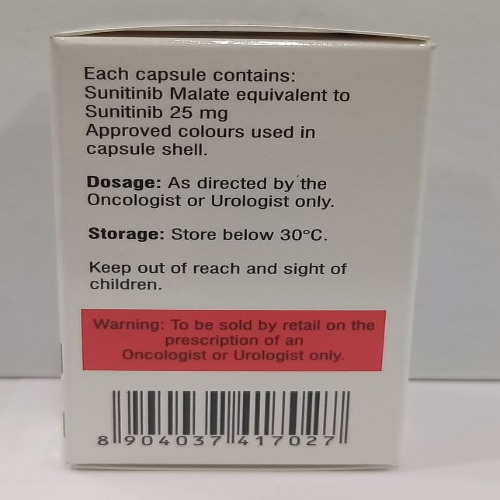 Each capsule contains:
Sunitinib Malate equivalent to
Sunitinib 25 mg
Approved colours used in
capsule shell.
Dosage: As directed by the
Oncologist or Urologist only.
Storage: Store below 30°C.
Keep out of reach and sight of
children.
Warning: To be sold by retail on the
prescription of an
Oncologist or Urologist only.
8 904037 417027